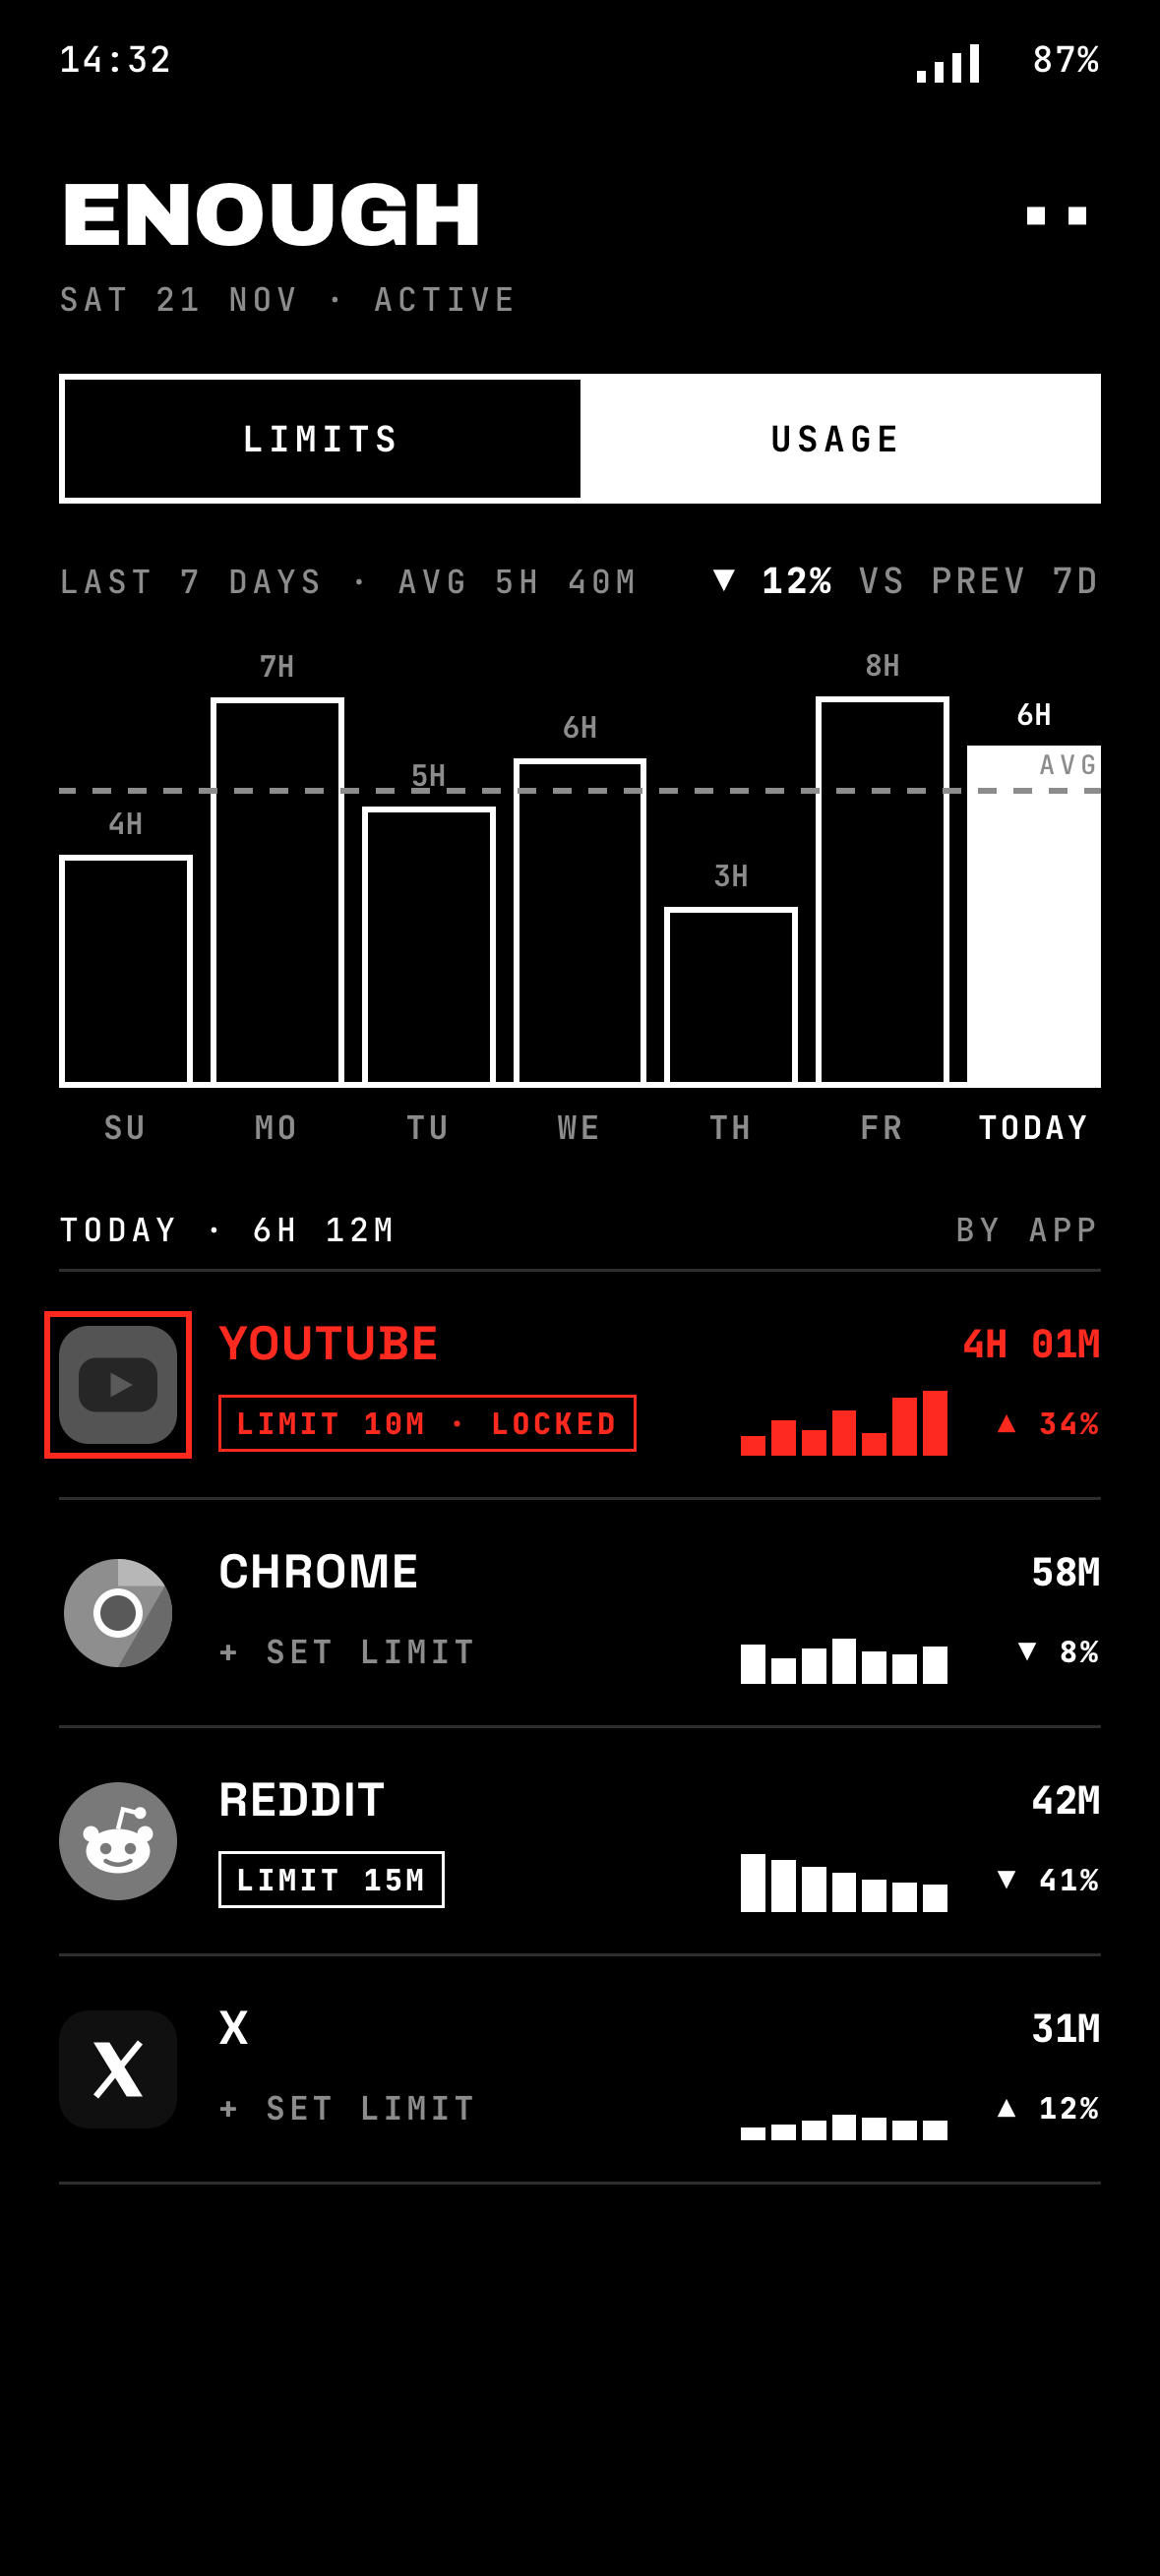 14:32 87%
ENOUGH
SAT 21 NOV · ACTIVE
LIMITS USAGE
LAST 7 DAYS · AVG 5H 40M ▼ 12% VS PREV 7D
4H 7H 5H 6H 3H 8H 6H
AVG
SU MO TU WE TH FR TODAY
TODAY · 6H 12M BY APP
YOUTUBE 4H 01M
LIMIT 10M · LOCKED ▲ 34%
CHROME 58M
+ SET LIMIT ▼ 8%
REDDIT 42M
LIMIT 15M ▼ 41%
X 31M
+ SET LIMIT ▲ 12%